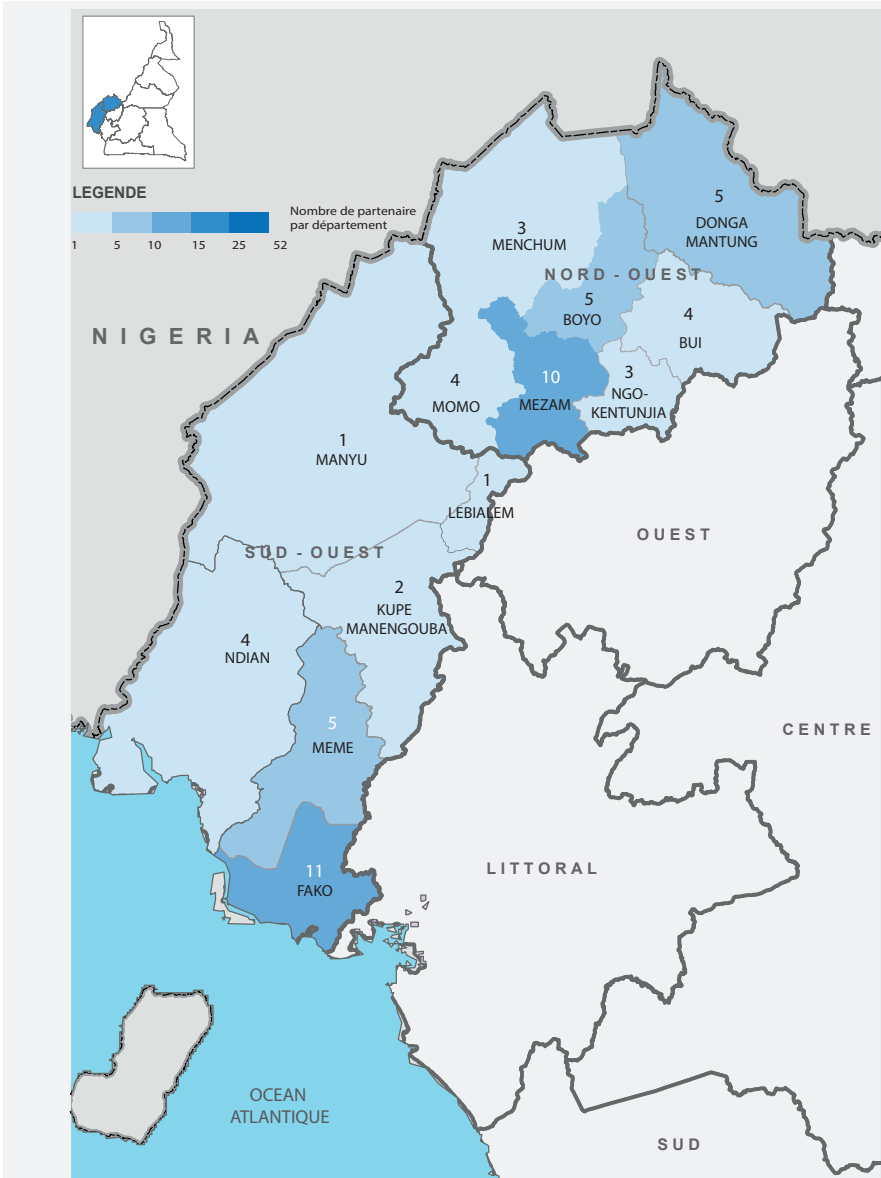 LEGENDE
Nombre de partenaire
par département
1 5 10 15 25 52
5
DONGA
MANTUNG
3
MENCHUM
NORD - OUEST
5
BOYO
4
BUI
NIGERIA
10
MEZAM
3
NGO-
KENTUNJIA
4
MOMO
1
MANYU
1
LEBIALEM
OUEST
SUD - OUEST
2
KUPE
MANENGOUBA
4
NDIAN
5
MEME
CENTRE
11
FAKO
LITTORAL
OCEAN
ATLANTIQUE
SUD